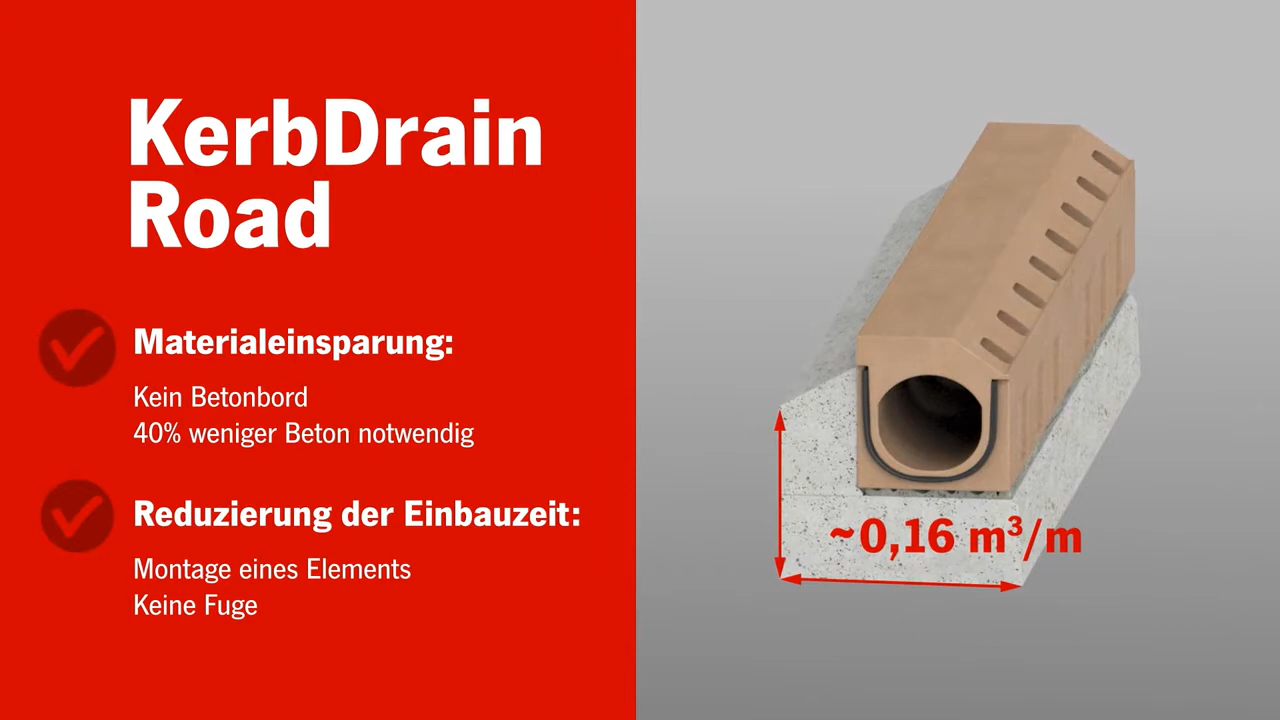 KerbDrain
Road
Materialeinsparung:
Kein Betonbord
40% weniger Beton notwendig
Reduzierung der Einbauzeit:
Montage eines Elements
Keine Fuge
~0,16 m³/m